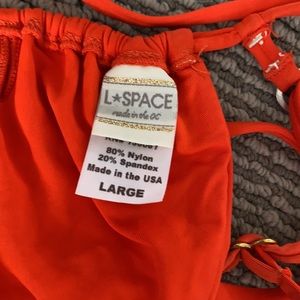 L★SPACE
made in the OC
80% Nylon
20% Spandex
Made in the USA
LARGE